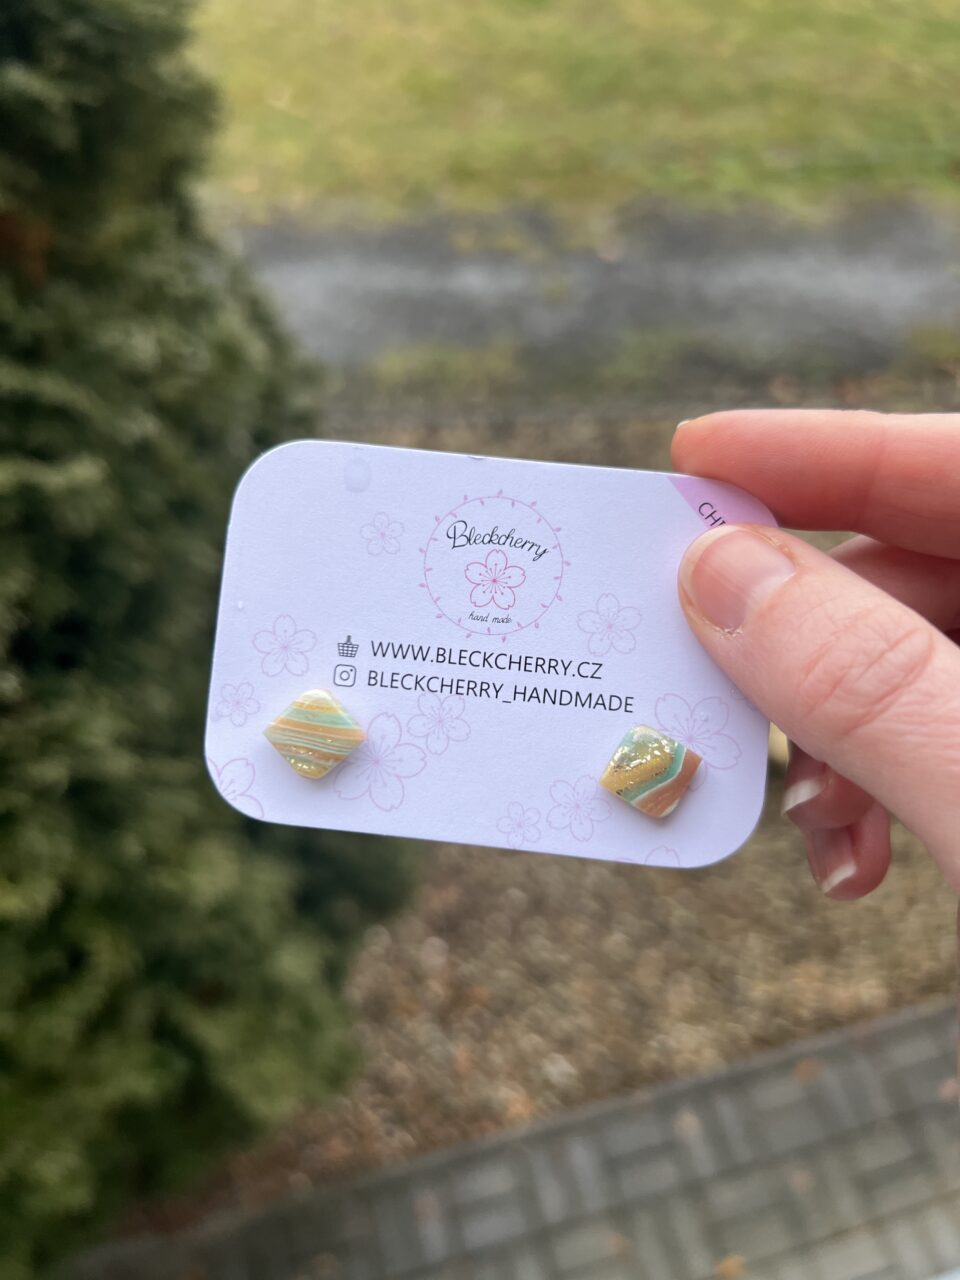 Bleckcherry
hand made
WWW.BLECKCHERRY.CZ
BLECKCHERRY_HANDMADE